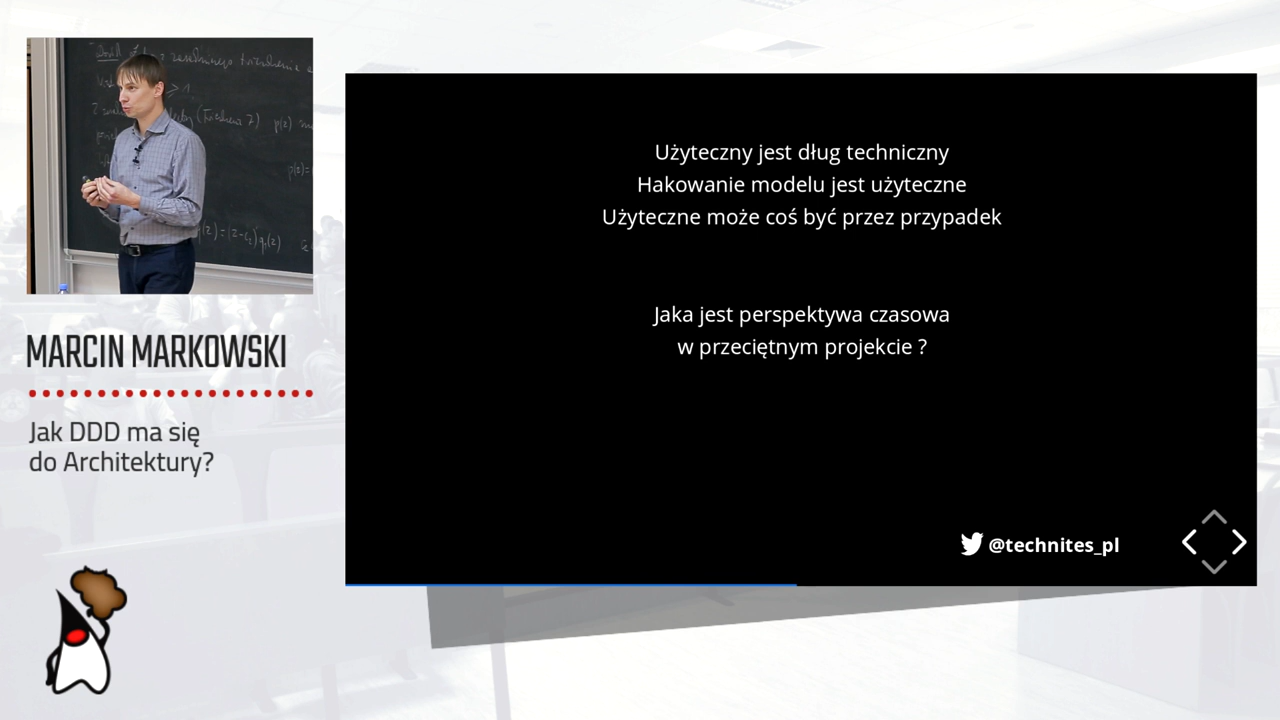 MARCIN MARKOWSKI
Jak DDD ma się
do Architektury?
Użyteczny jest dług techniczny
Hakowanie modelu jest użyteczne
Użyteczne może coś być przez przypadek
Jaka jest perspektywa czasowa
w przeciętnym projekcie ?
@technites_pl